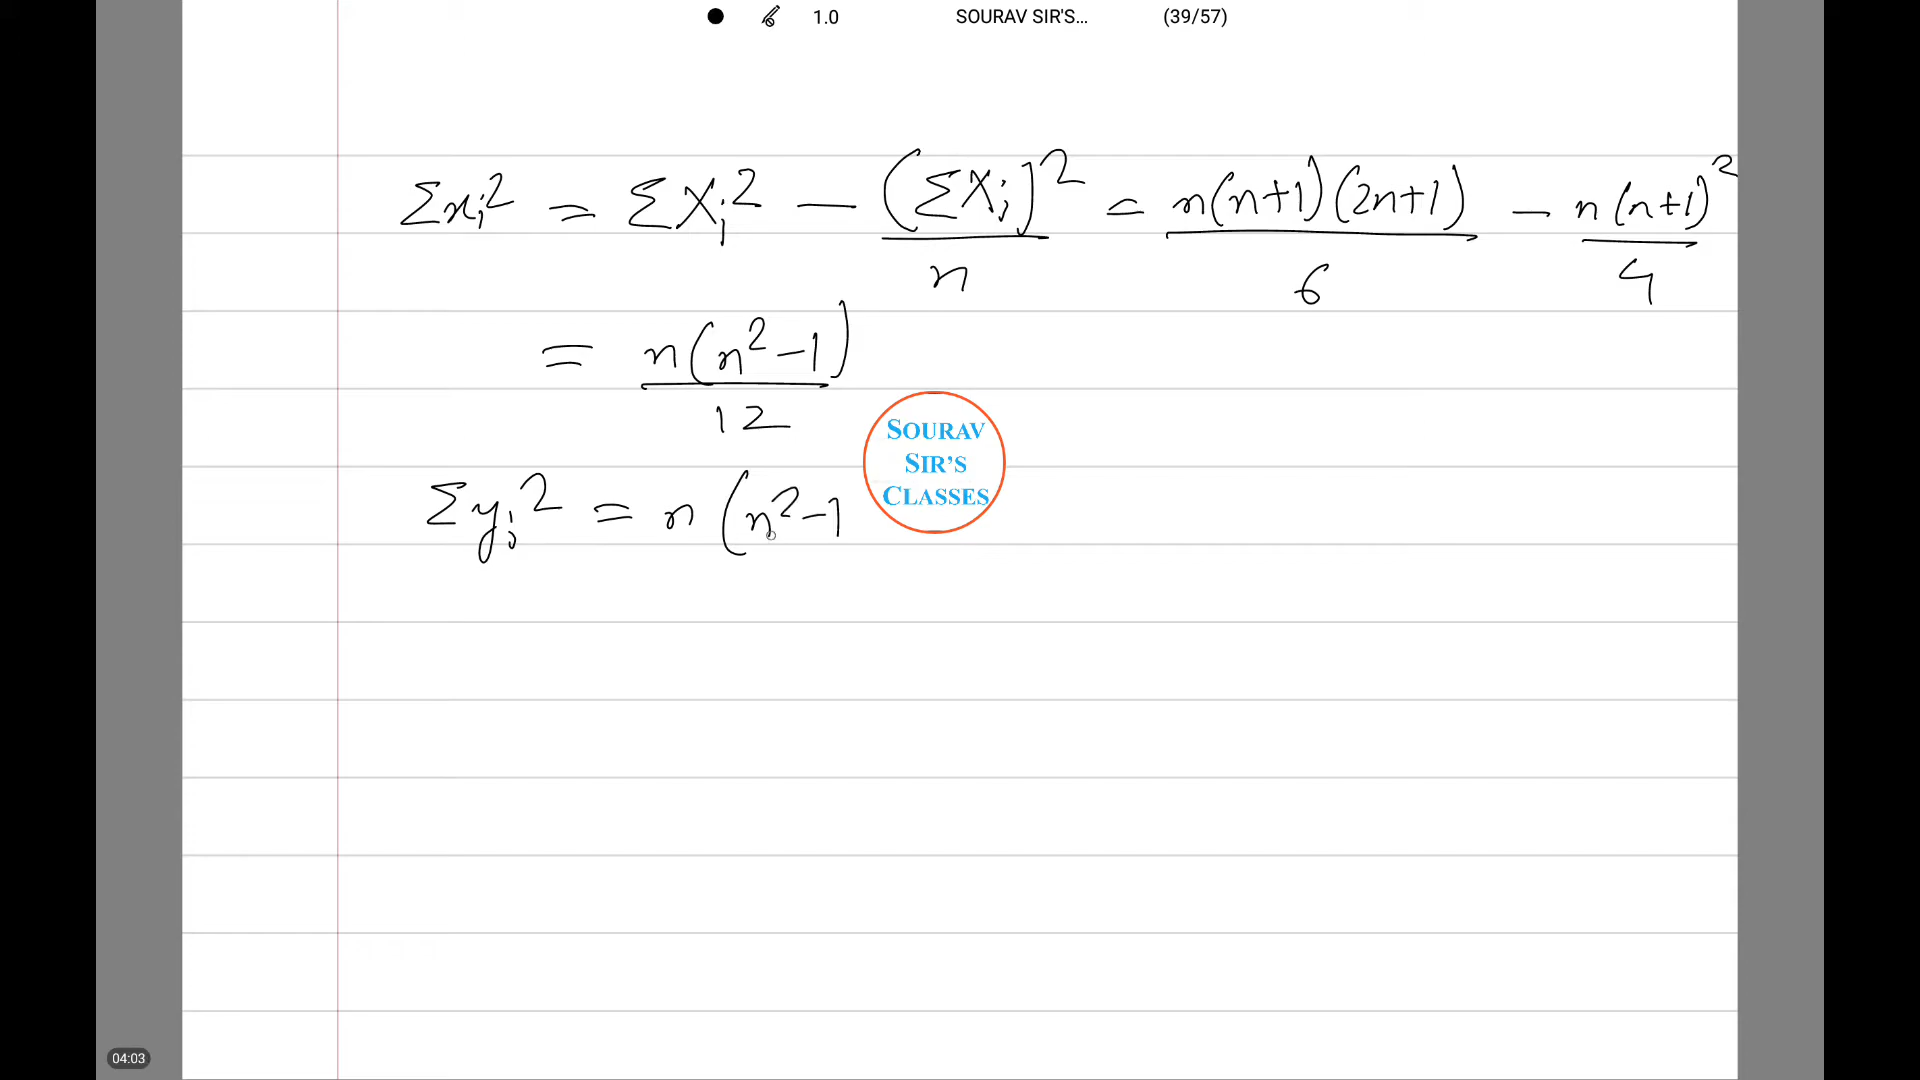 1.0 SOURAV SIR'S... (39/57)
Σxᵢ² = ΣXᵢ² − (ΣXᵢ)²/n = n(n+1)(2n+1)/6 − n(n+1)²/4
= n(n²−1)/12
Σyᵢ² = n(n²−1
SOURAV
SIR'S
CLASSES
04:03